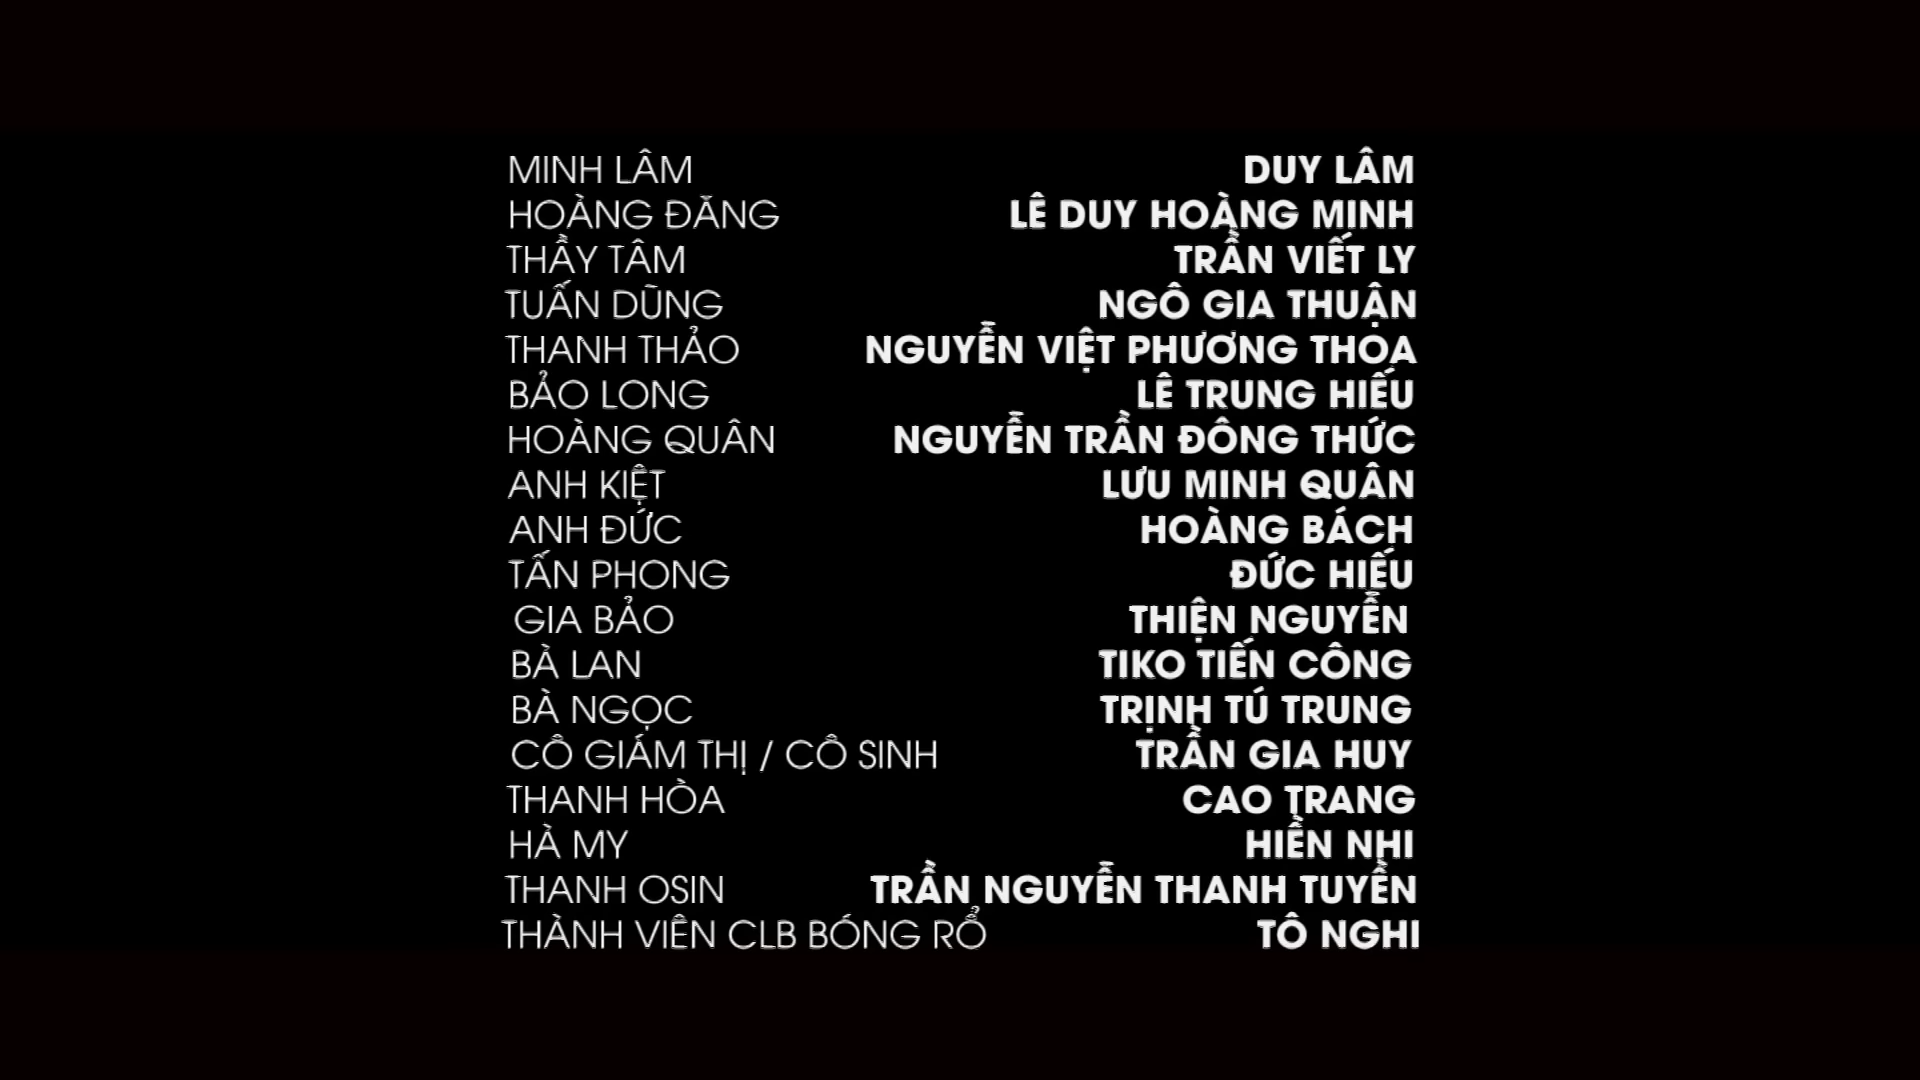 MINH LÂM DUY LÂM
HOÀNG ĐĂNG LÊ DUY HOÀNG MINH
THẦY TÂM TRẦN VIẾT LY
TUẤN DŨNG NGÔ GIA THUẬN
THANH THẢO NGUYỄN VIỆT PHƯƠNG THOA
BẢO LONG LÊ TRUNG HIẾU
HOÀNG QUÂN NGUYỄN TRẦN ĐÔNG THỨC
ANH KIỆT LƯU MINH QUÂN
ANH ĐỨC HOÀNG BÁCH
TẤN PHONG ĐỨC HIẾU
GIA BẢO THIỆN NGUYỄN
BÀ LAN TIKO TIẾN CÔNG
BÀ NGỌC TRỊNH TÚ TRUNG
CÔ GIÁM THỊ / CÔ SINH TRẦN GIA HUY
THANH HÒA CAO TRANG
HÀ MY HIỀN NHI
THANH OSIN TRẦN NGUYỄN THANH TUYỀN
THÀNH VIÊN CLB BÓNG RỔ TÔ NGHI